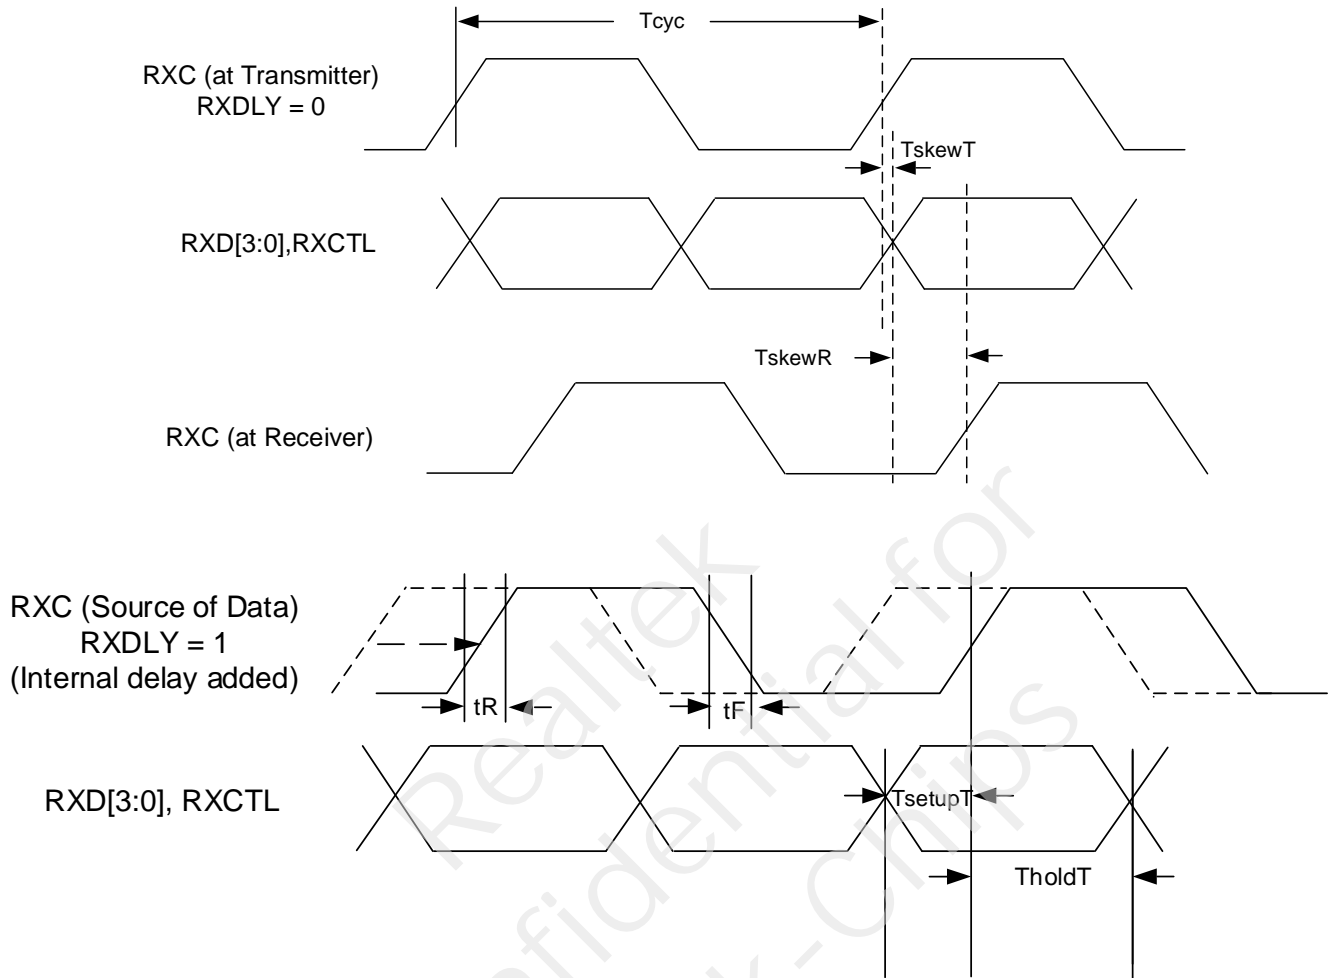 Tcyc
RXC (at Transmitter)
RXDLY = 0
TskewT
RXD[3:0],RXCTL
TskewR
RXC (at Receiver)
RXC (Source of Data)
RXDLY = 1
(Internal delay added)
tR
tF
RXD[3:0], RXCTL
TsetupT
TholdT
Realtek
nfidential for
k-Chips